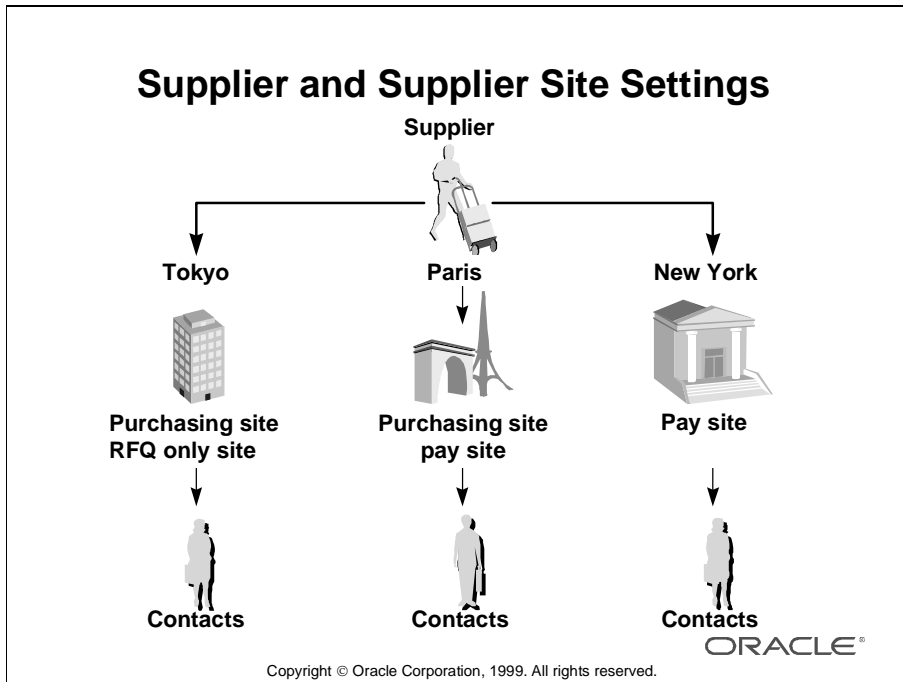 Supplier and Supplier Site Settings
Supplier
Tokyo
Paris
New York
Purchasing site
RFQ only site
Purchasing site
pay site
Pay site
Contacts
Contacts
Contacts
ORACLE®
Copyright © Oracle Corporation, 1999. All rights reserved.